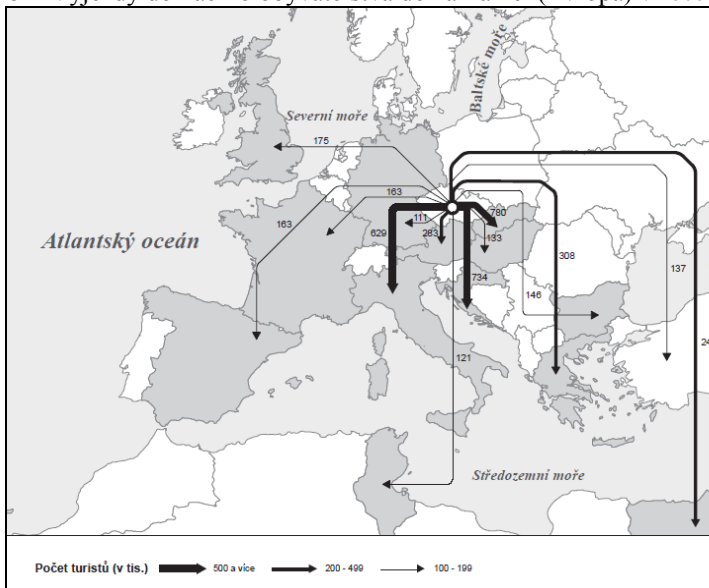 Baltské moře
Severní moře
175
163
163
780
111
283
133
629
734
308
137
Atlantský oceán
146
121
Středozemní moře
Počet turistů (v tis.) 500 a více 200 - 499 100 - 199